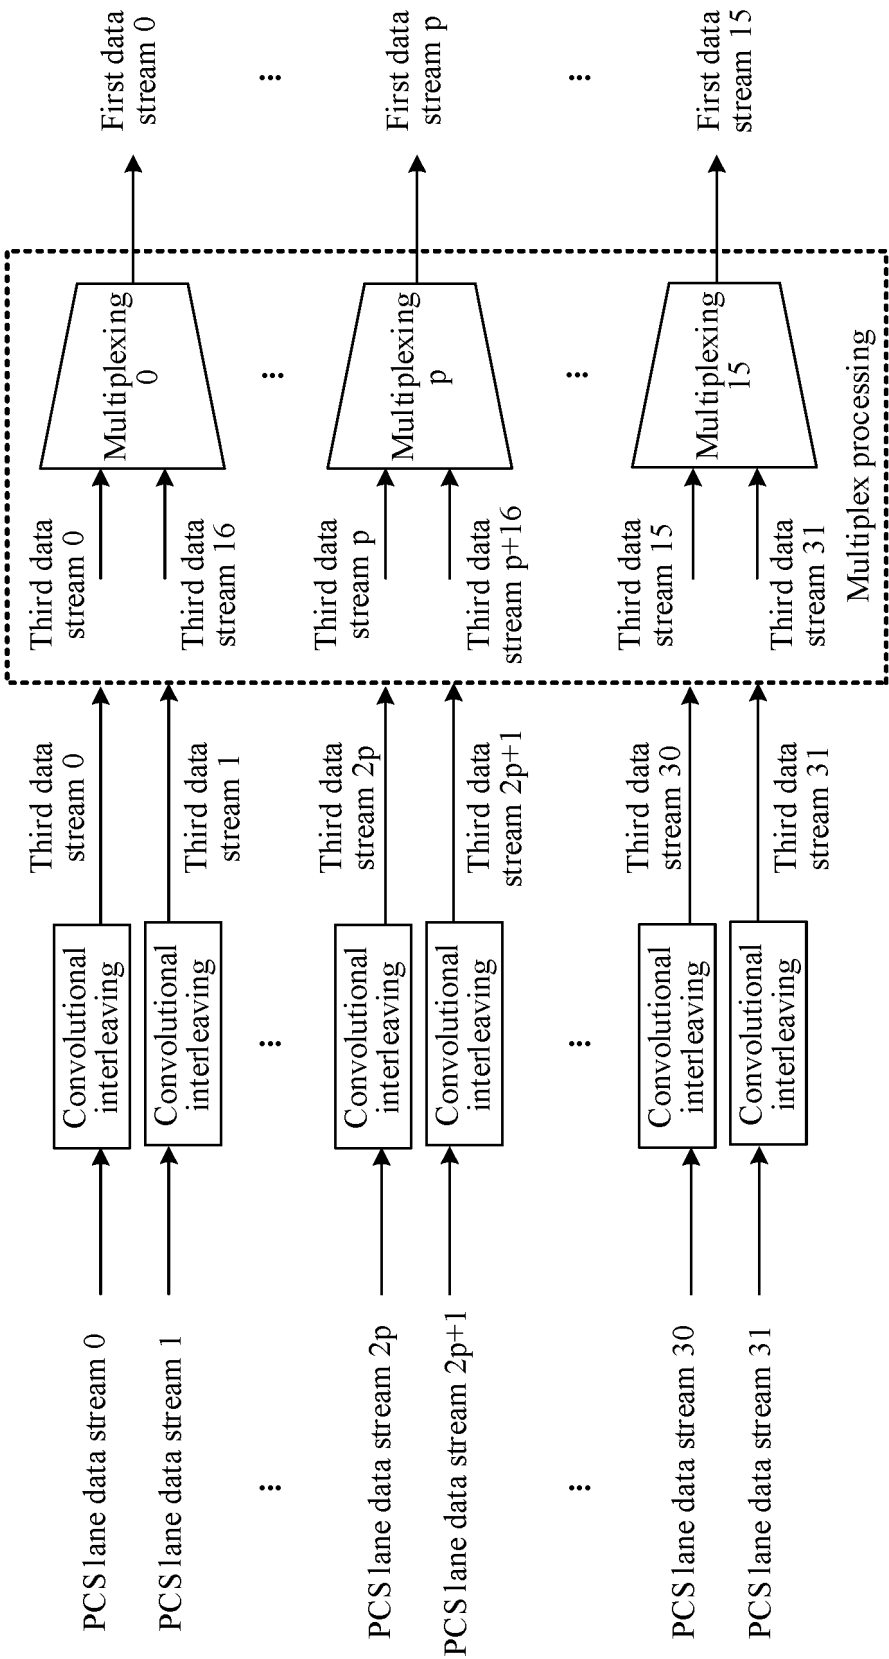 PCS lane data stream 0
PCS lane data stream 1
...
PCS lane data stream 2p
PCS lane data stream 2p+1
...
PCS lane data stream 30
PCS lane data stream 31
Convolutional
interleaving
Convolutional
interleaving
...
Convolutional
interleaving
Convolutional
interleaving
...
Convolutional
interleaving
Convolutional
interleaving
Third data
stream 0
Third data
stream 1
Third data
stream 2p
Third data
stream 2p+1
Third data
stream 30
Third data
stream 31
Third data
stream 0
Third data
stream 16
Third data
stream p
Third data
stream p+16
Third data
stream 15
Third data
stream 31
Multiplexing
0
...
Multiplexing
p
...
Multiplexing
15
Multiplex processing
First data
stream 0
...
First data
stream p
...
First data
stream 15